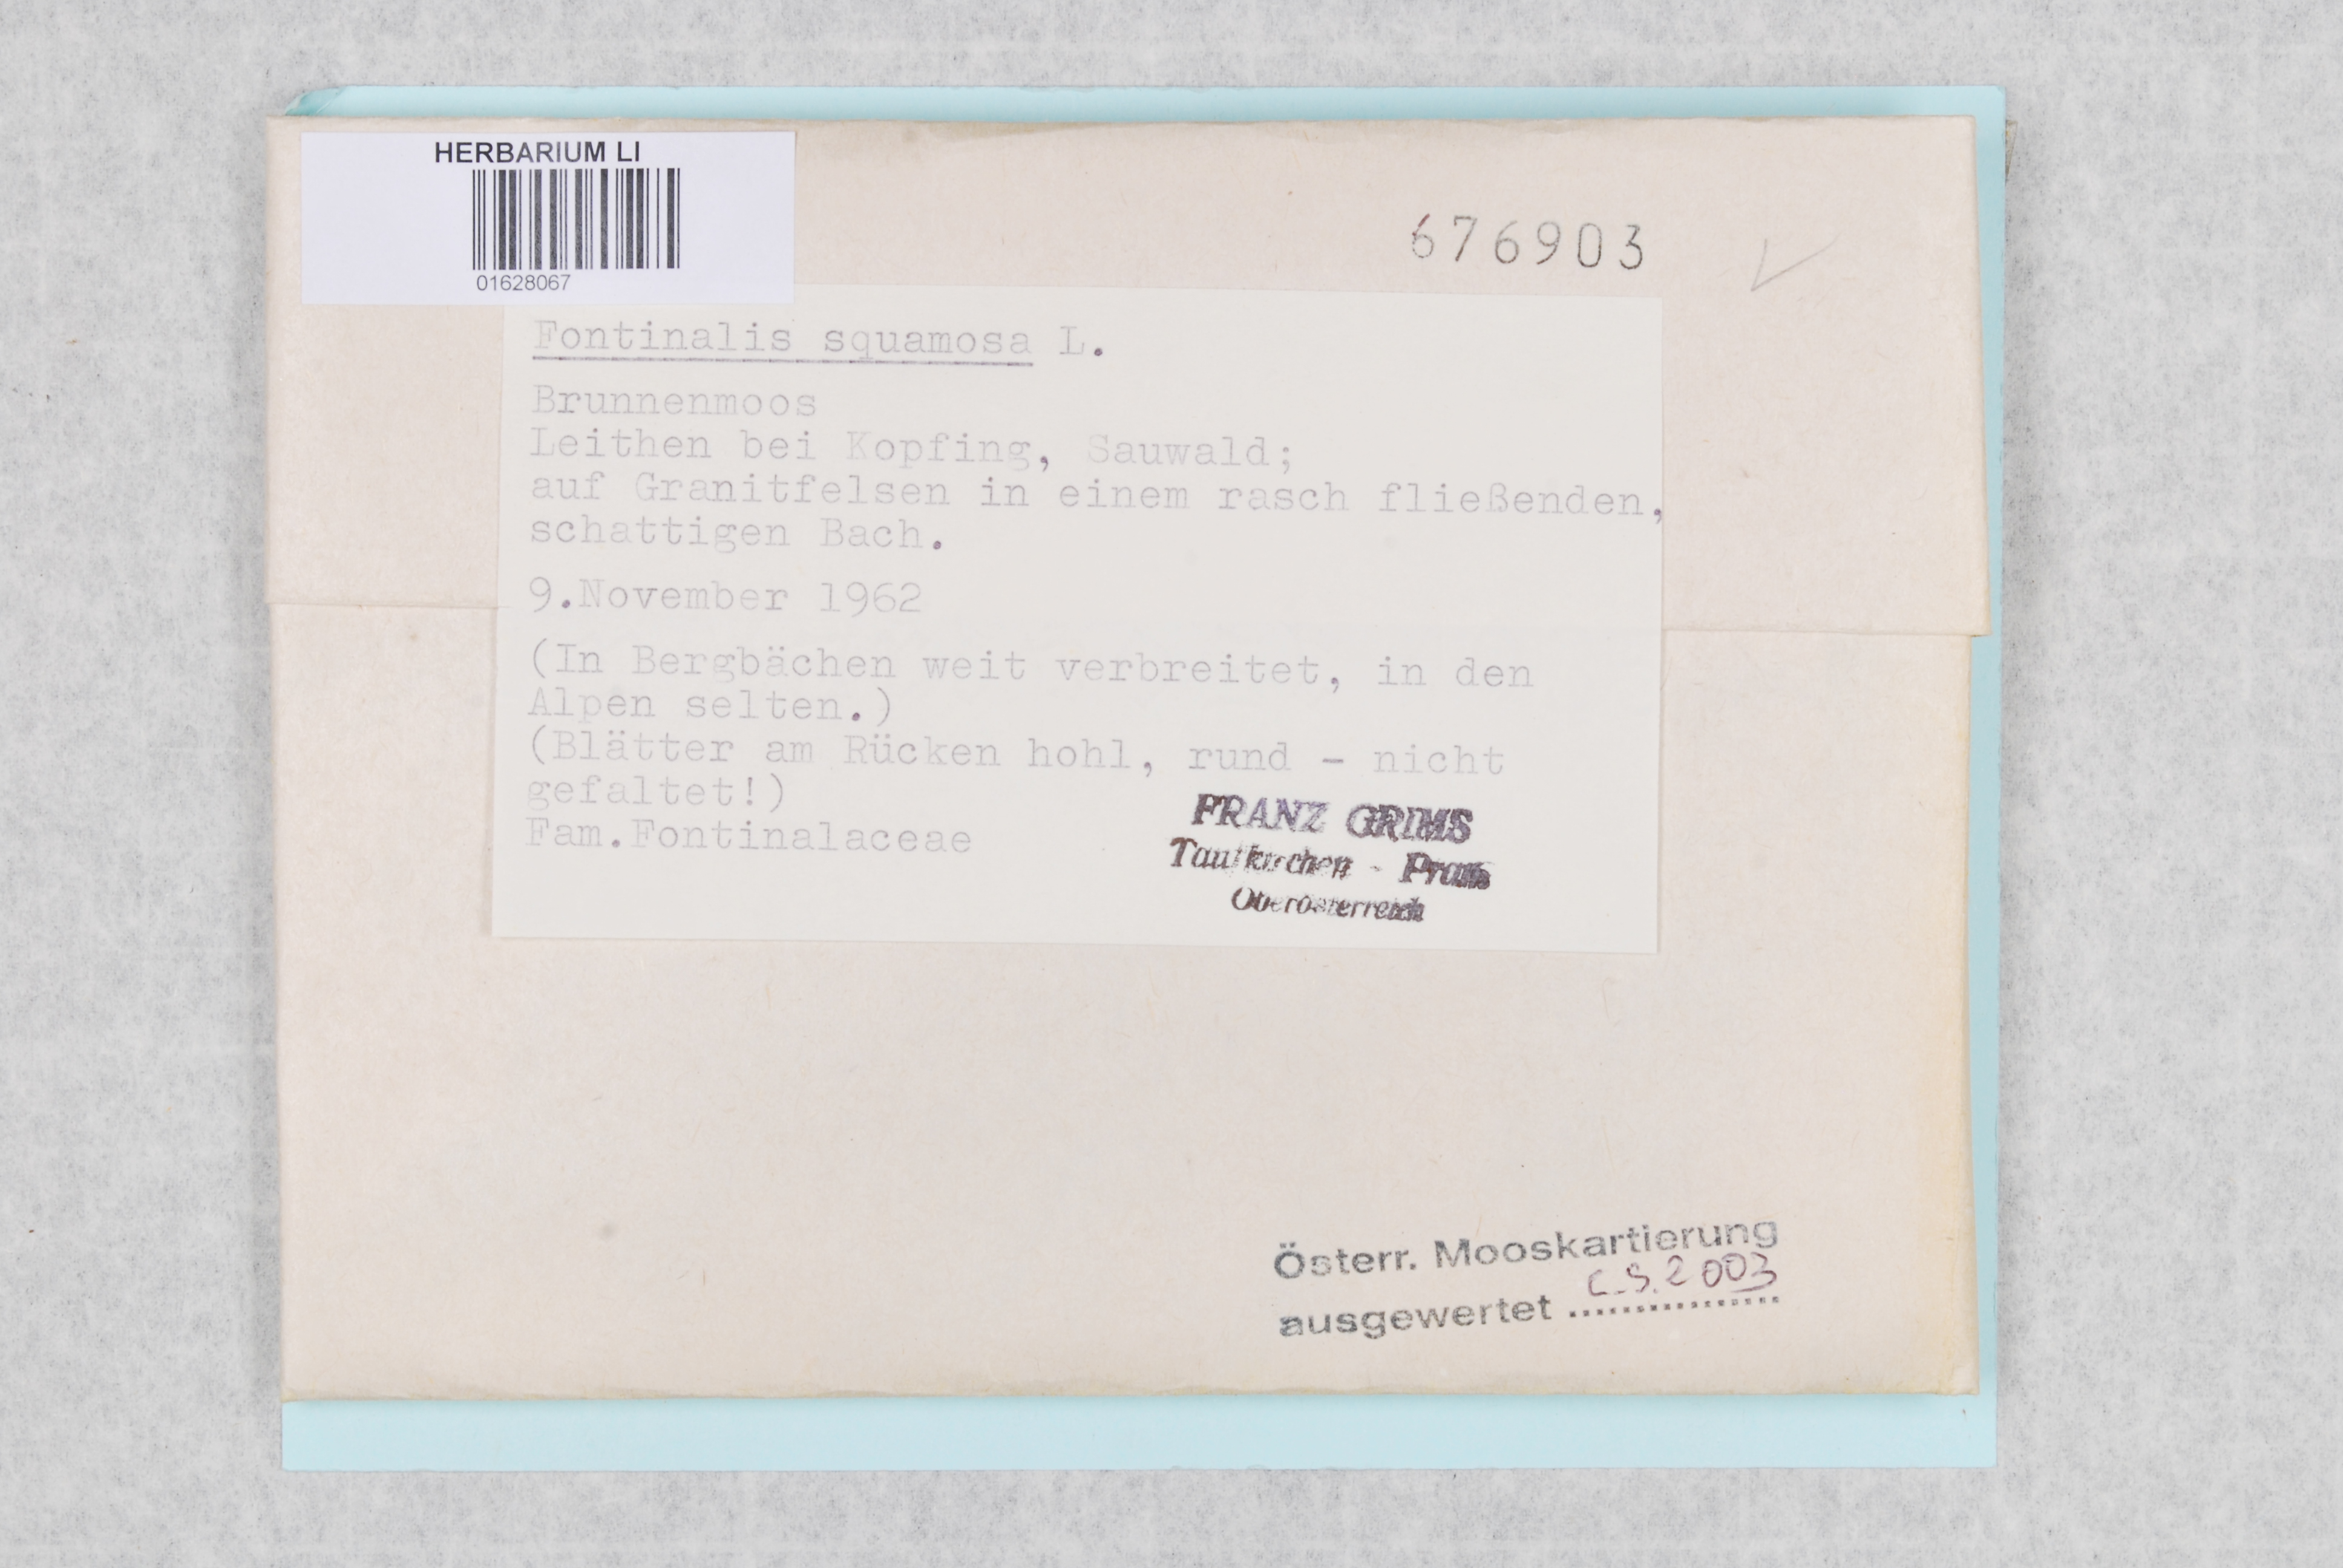 HERBARIUM LI
01628067
676903
Fontinalis squamosa L.
Brunnenmoos
Leithen bei Kopfing, Sauwald;
auf Granitfelsen in einem rasch fließenden,
schattigen Bach.
9.November 1962
(In Bergbächen weit verbreitet, in den
Alpen selten.)
(Blätter am Rücken hohl, rund - nicht
gefaltet!)
Fam.Fontinalaceae
FRANZ GRIMS
Taufkirchen - Pram
Oberösterreich
Österr. Mooskartierung
ausgewertet ................ 2003